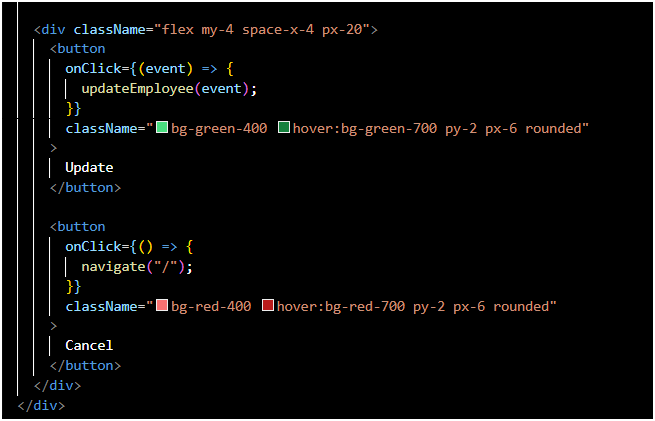 <div className="flex my-4 space-x-4 px-20">
<button
onClick={(event) => {
updateEmployee(event);
}}
className="bg-green-400 hover:bg-green-700 py-2 px-6 rounded"
>
Update
</button>
<button
onClick={() => {
navigate("/");
}}
className="bg-red-400 hover:bg-red-700 py-2 px-6 rounded"
>
Cancel
</button>
</div>
</div>